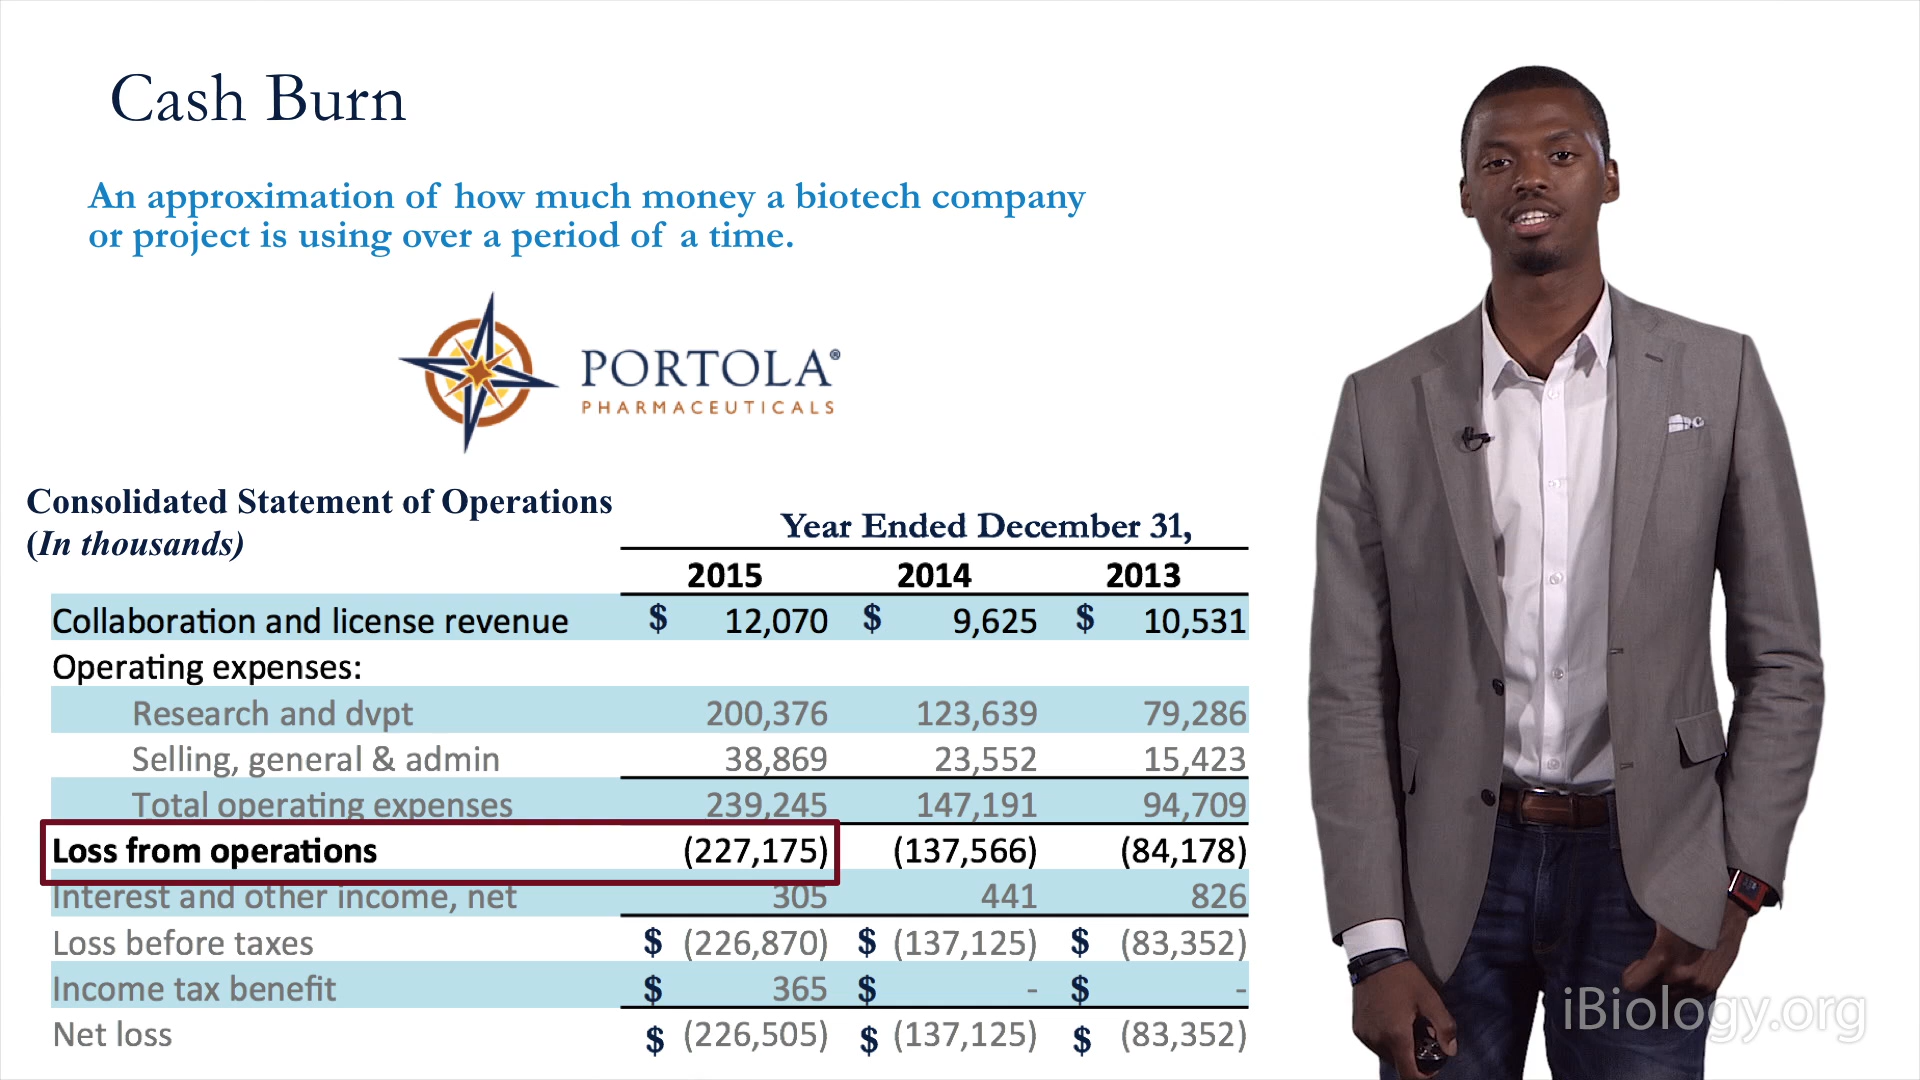 Cash Burn
An approximation of how much money a biotech company
or project is using over a period of a time.
PORTOLA®
PHARMACEUTICALS
Consolidated Statement of Operations
(In thousands)
Year Ended December 31,
2015 2014 2013
Collaboration and license revenue $ 12,070 $ 9,625 $ 10,531
Operating expenses:
Research and dvpt 200,376 123,639 79,286
Selling, general & admin 38,869 23,552 15,423
Total operating expenses 239,245 147,191 94,709
Loss from operations (227,175) (137,566) (84,178)
Interest and other income, net 305 441 826
Loss before taxes $ (226,870) $ (137,125) $ (83,352)
Income tax benefit $ 365 $ - $ -
Net loss $ (226,505) $ (137,125) $ (83,352)
iBiology.org